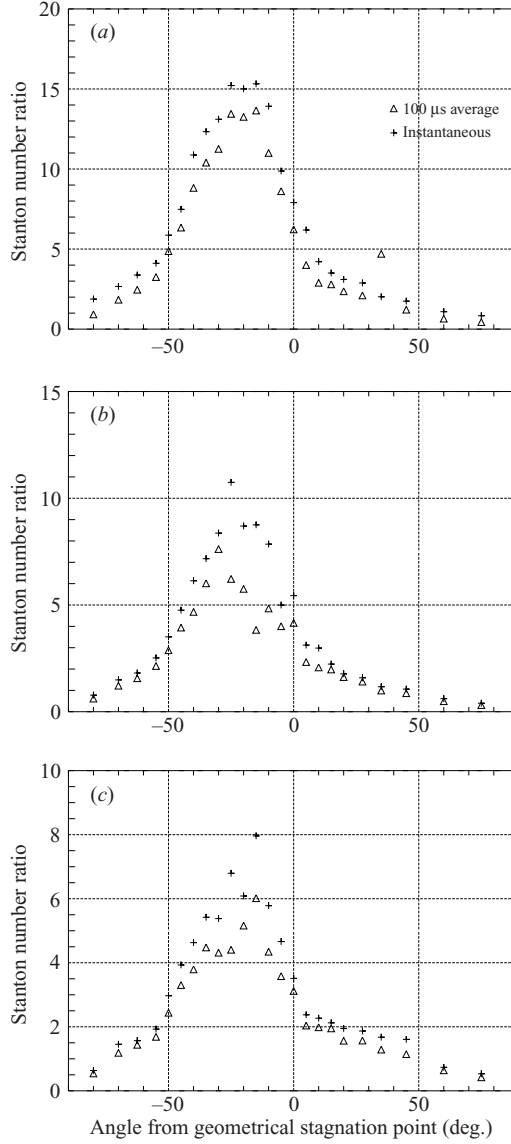 20
(a)
15
100 μs average
Instantaneous
Stanton number ratio
10
5
0
–50
0
50
15
(b)
10
Stanton number ratio
5
0
–50
0
50
10
(c)
8
6
Stanton number ratio
4
2
0
–50
0
50
Angle from geometrical stagnation point (deg.)